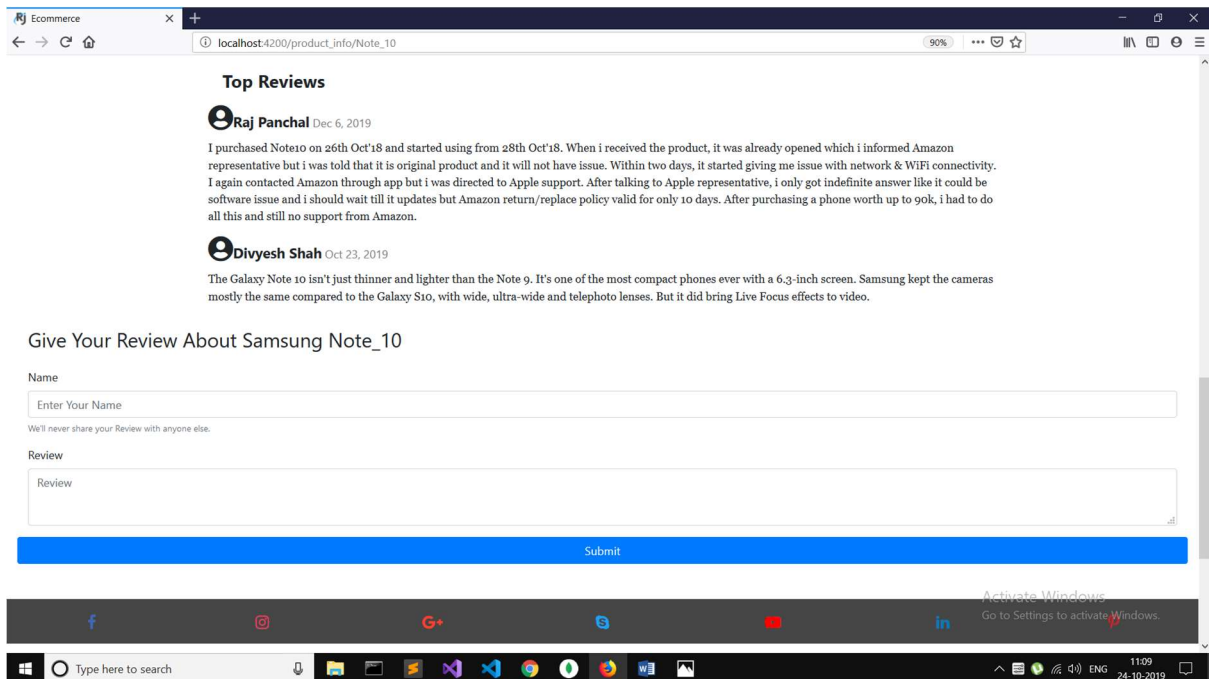 Rj Ecommerce
localhost:4200/product_info/Note_10
90%
Top Reviews
Raj Panchal Dec 6, 2019
I purchased Note10 on 26th Oct'18 and started using from 28th Oct'18. When i received the product, it was already opened which i informed Amazon
representative but i was told that it is original product and it will not have issue. Within two days, it started giving me issue with network & WiFi connectivity.
I again contacted Amazon through app but i was directed to Apple support. After talking to Apple representative, i only got indefinite answer like it could be
software issue and i should wait till it updates but Amazon return/replace policy valid for only 10 days. After purchasing a phone worth up to 90k, i had to do
all this and still no support from Amazon.
Divyesh Shah Oct 23, 2019
The Galaxy Note 10 isn't just thinner and lighter than the Note 9. It's one of the most compact phones ever with a 6.3-inch screen. Samsung kept the cameras
mostly the same compared to the Galaxy S10, with wide, ultra-wide and telephoto lenses. But it did bring Live Focus effects to video.
Give Your Review About Samsung Note_10
Name
Enter Your Name
We'll never share your Review with anyone else.
Review
Review
Submit
Activate Windows
Go to Settings to activate Windows.
f
G+
S
in
Type here to search
ENG
11:09
24-10-2019